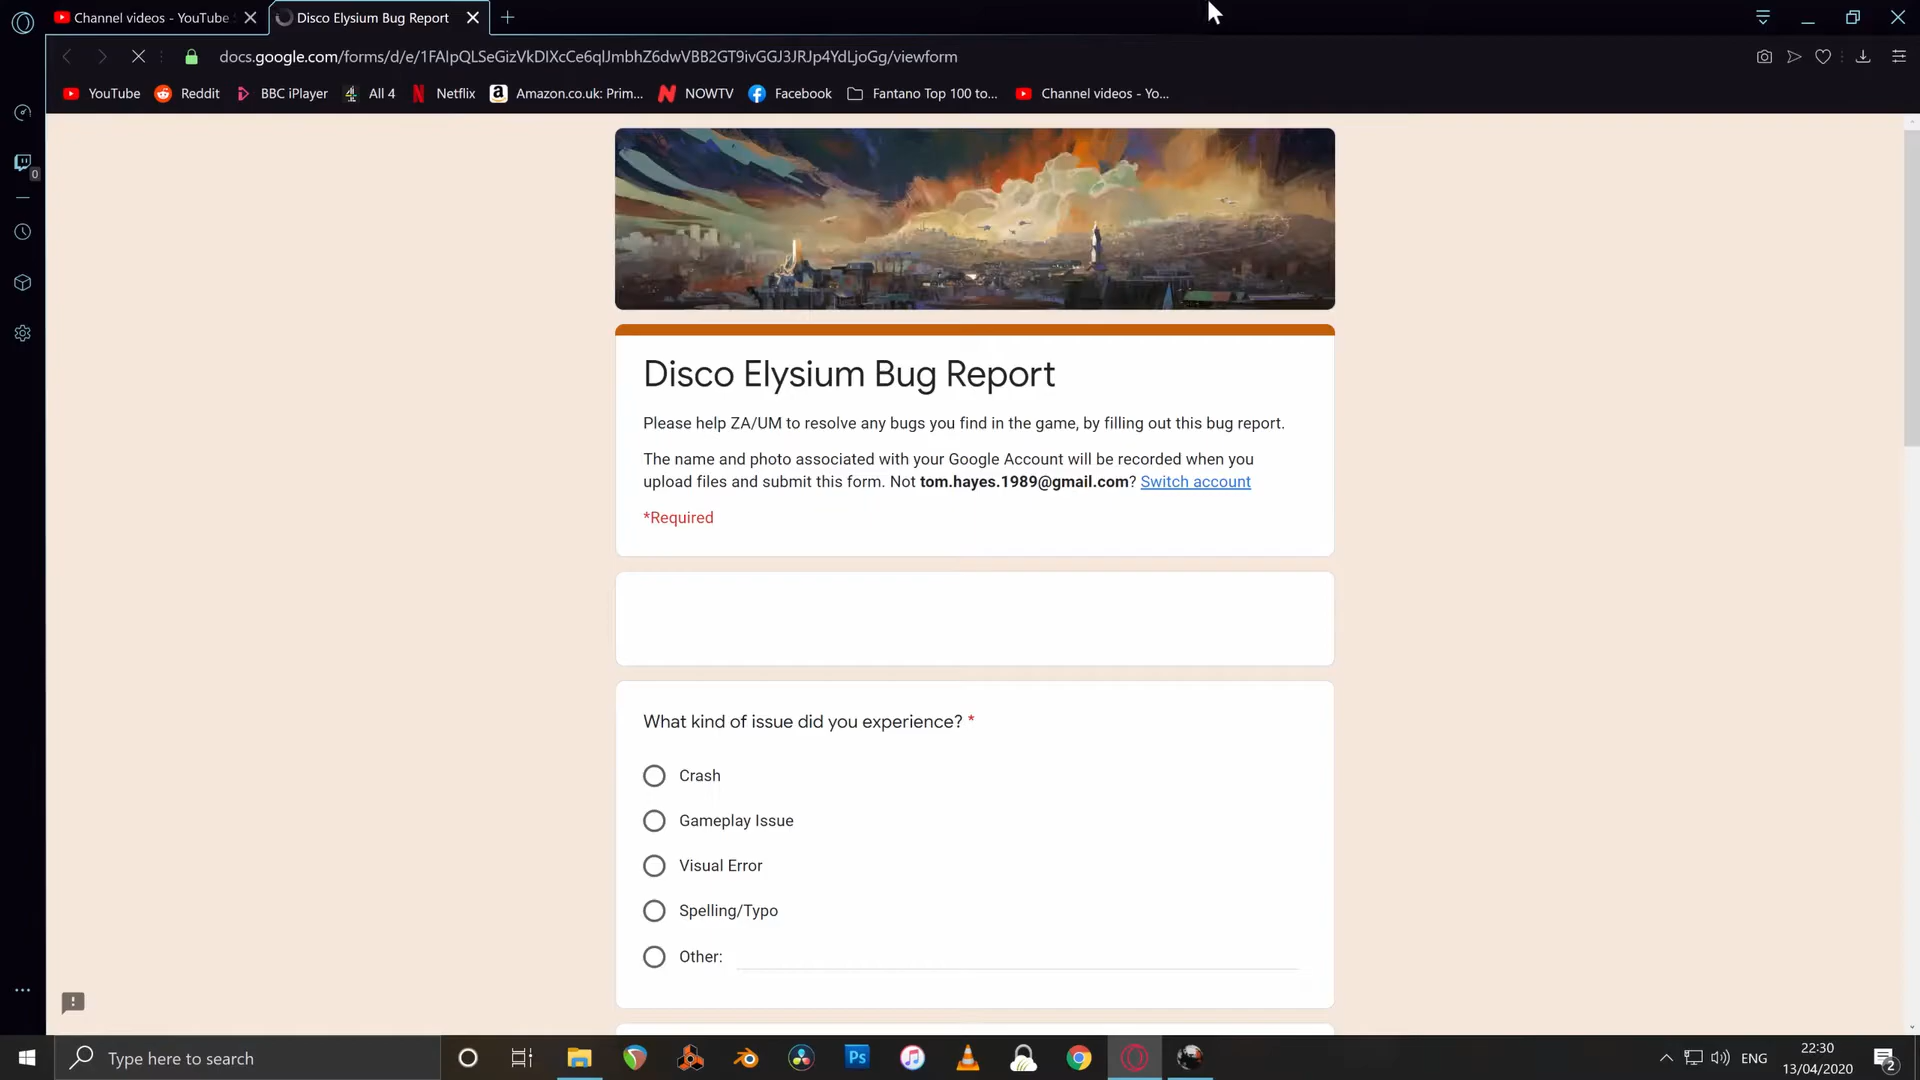 Channel videos - YouTube
Disco Elysium Bug Report
docs.google.com/forms/d/e/1FAIpQLSeGizVkDIXcCe6qlJmbhZ6dwVBB2GT9ivGGJ3JRJp4YdLjoGg/viewform
YouTube Reddit BBC iPlayer All 4 Netflix Amazon.co.uk: Prim... NOWTV Facebook Fantano Top 100 to... Channel videos - Yo...
0
Disco Elysium Bug Report
Please help ZA/UM to resolve any bugs you find in the game, by filling out this bug report.
The name and photo associated with your Google Account will be recorded when you
upload files and submit this form. Not tom.hayes.1989@gmail.com? Switch account
*Required
What kind of issue did you experience? *
Crash
Gameplay Issue
Visual Error
Spelling/Typo
Other:
Type here to search
Ps
ENG
22:30
13/04/2020
2